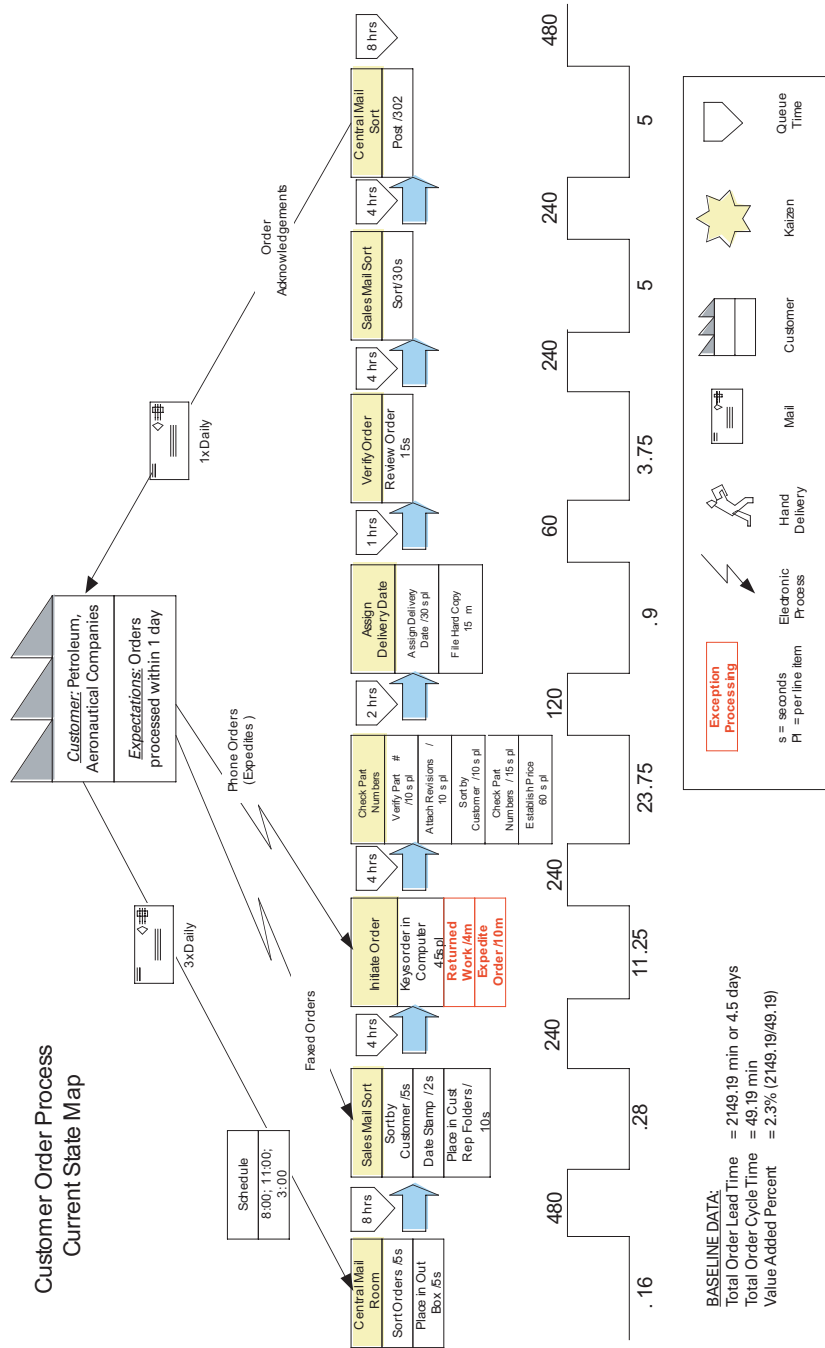 Customer Order Process
Current State Map
Customer: Petroleum,
Aeronautical Companies
Expectations: Orders
processed within 1 day
Schedule
8:00; 11:00;
3:00
3xDaily
Faxed Orders
Phone Orders
(Expedites )
1xDaily
Order
Acknowledgements
Central Mail
Room
Sort Orders /5s
Place in Out
Box /5s
8 hrs
Sales Mail Sort
Sort by
Customer /5s
Date Stamp / 2s
Place in Cust
Rep Folders /
10s
4 hrs
Initiate Order
Keysorder in
Computer
45spl
Returned
Work /4m
Expedite
Order /10m
4 hrs
Check Part
Numbers
Verify Part #
/10 s pl
Attach Revisions /
10 s pl
Sort by
Customer /10 s pl
Check Part
Numbers / 15 s pl
Establish Price
60 s pl
2 hrs
Assign
Delivery Date
Assign Delivery
Date /30 s pl
File Hard Copy
15 m
1 hrs
Verify Order
Review Order
15s
4 hrs
Sales Mail Sort
Sort/30s
4 hrs
Central Mail
Sort
Post /302
8 hrs
.16
480
.28
240
11.25
240
23.75
120
.9
60
3.75
240
5
240
5
480
BASELINE DATA:
Total Order Lead Time = 2149.19 min or 4.5 days
Total Order Cycle Time = 49.19 min
Value Added Percent = 2.3% (2149.19/49.19)
Exception
Processing
s = seconds
Pl = per line item
Electronic
Process
Hand
Delivery
Mail
Customer
Kaizen
Queue
Time